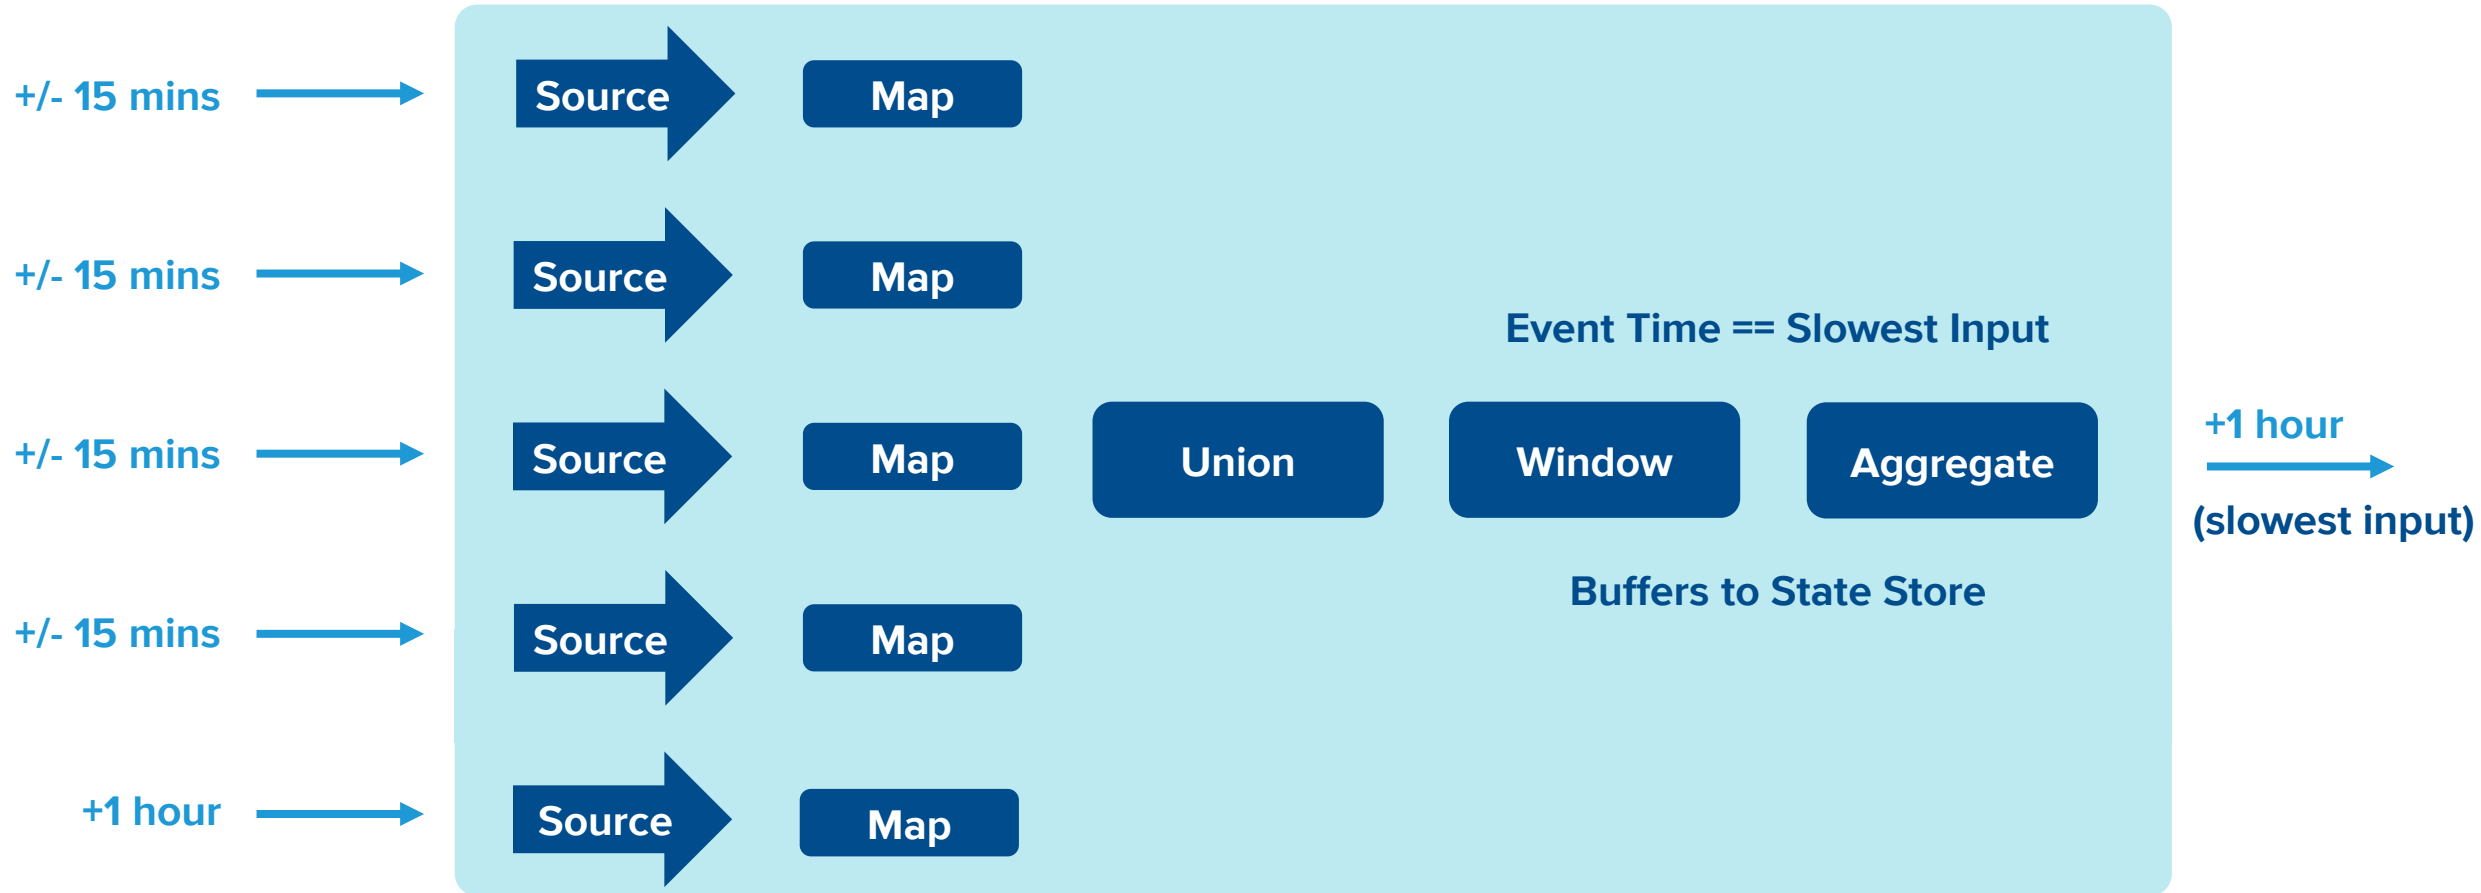 +/- 15 mins
Source
Map
+/- 15 mins
Source
Map
Event Time == Slowest Input
+/- 15 mins
Source
Map
Union
Window
Aggregate
+1 hour
(slowest input)
Buffers to State Store
+/- 15 mins
Source
Map
+1 hour
Source
Map